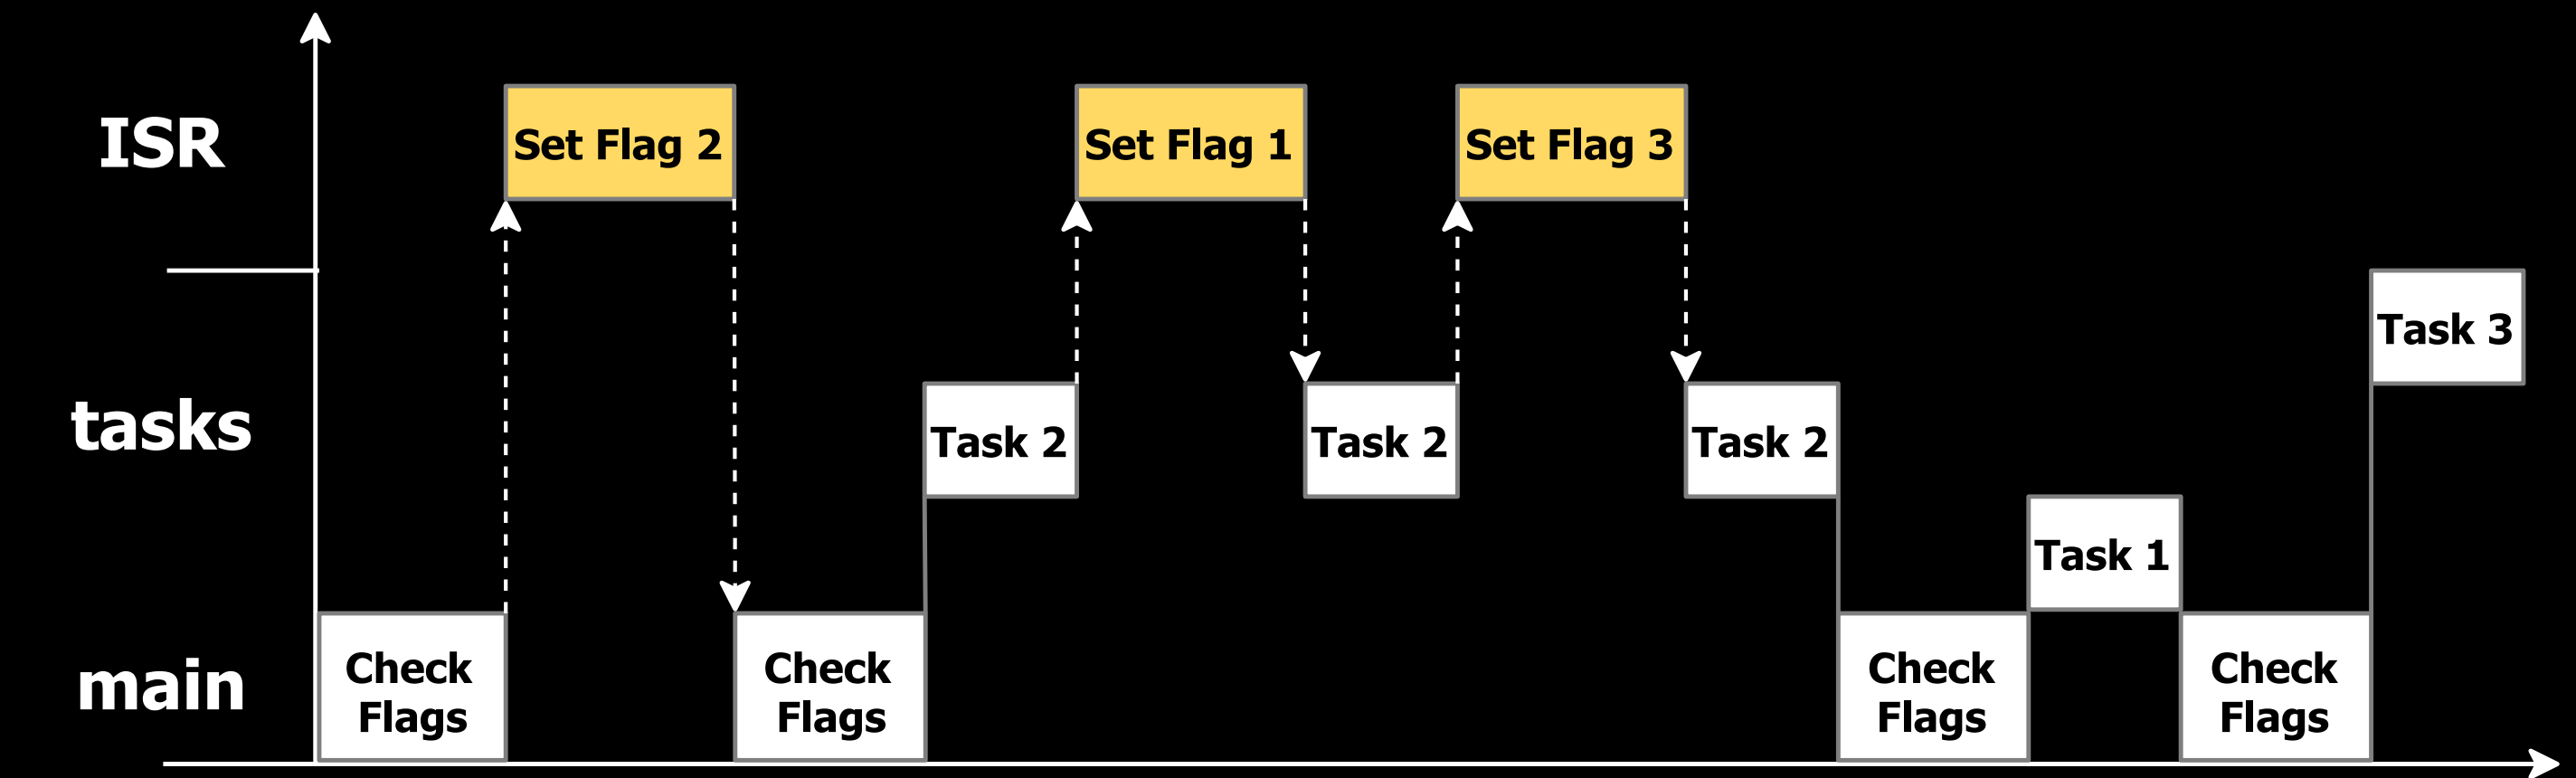 ISR
Set Flag 2
Set Flag 1
Set Flag 3
Task 3
tasks
Task 2
Task 2
Task 2
Task 1
main
Check
Flags
Check
Flags
Check
Flags
Check
Flags